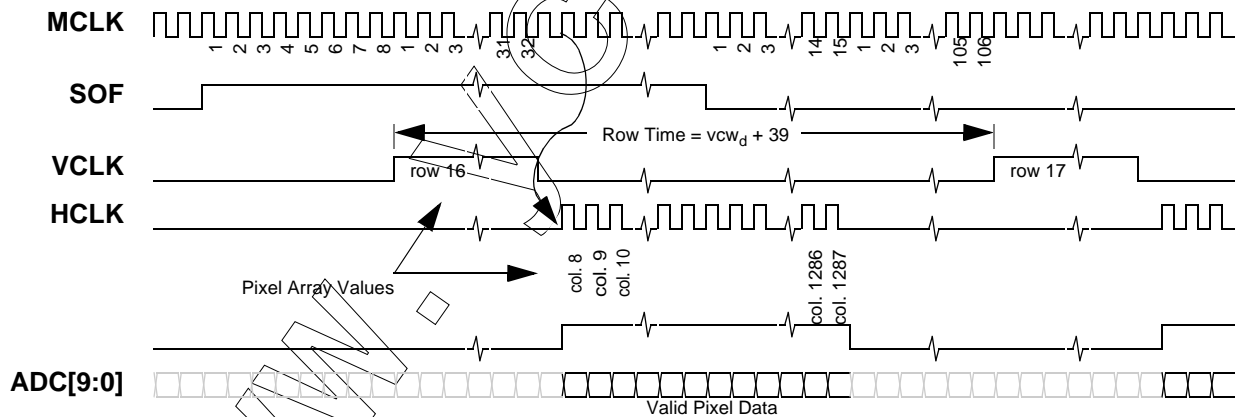 MCLK
1 2 3 4 5 6 7 8 1 2 3 31 32 1 2 3 14 15 1 2 3 105 106
SOF
Row Time = vcwd + 39
VCLK
row 16
row 17
HCLK
col. 8
col. 9
col. 10
col. 1286
col. 1287
Pixel Array Values
ADC[9:0]
Valid Pixel Data